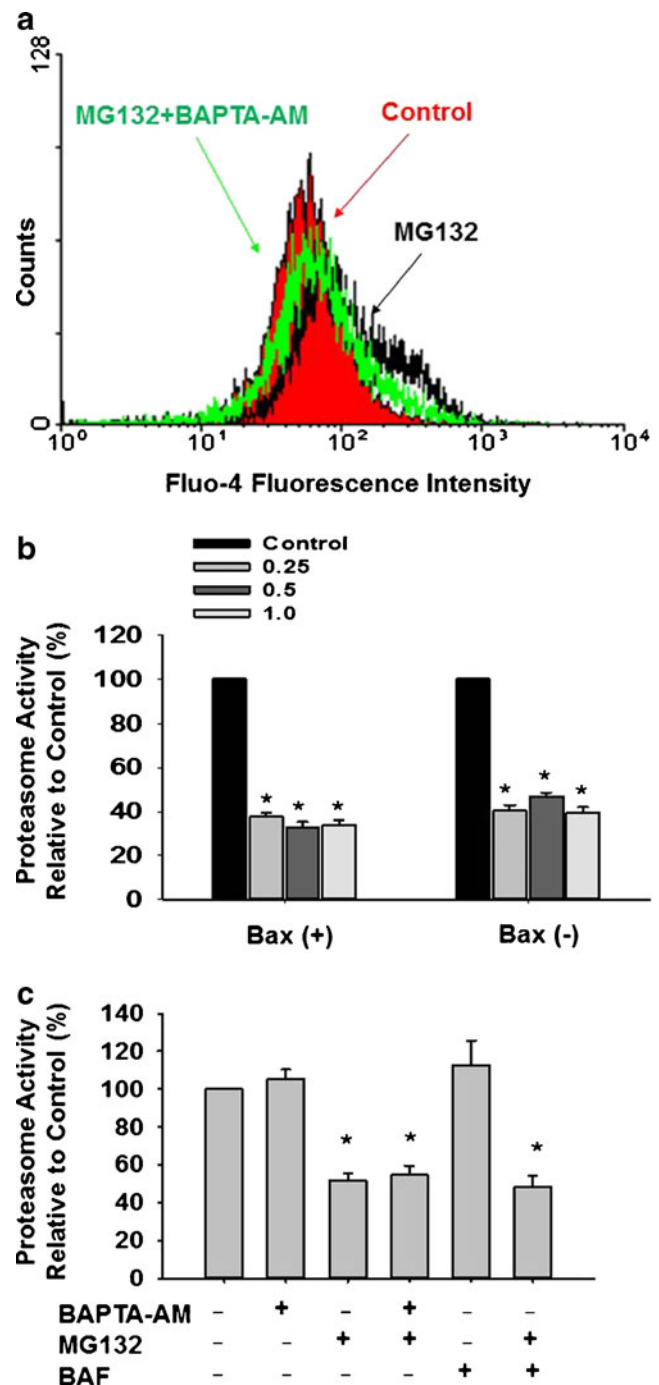 a
128
MG132+BAPTA-AM
Control
MG132
Counts
0
10⁰ 10¹ 10² 10³ 10⁴
Fluo-4 Fluorescence Intensity
b
Control
0.25
0.5
1.0
Proteasome Activity
Relative to Control (%)
120
100
80
60
40
20
0
* * *
* * *
Bax (+) Bax (-)
c
Proteasome Activity
Relative to Control (%)
140
120
100
80
60
40
20
0
* * *
BAPTA-AM – + – + – –
MG132 – – + + – +
BAF – – – – + +